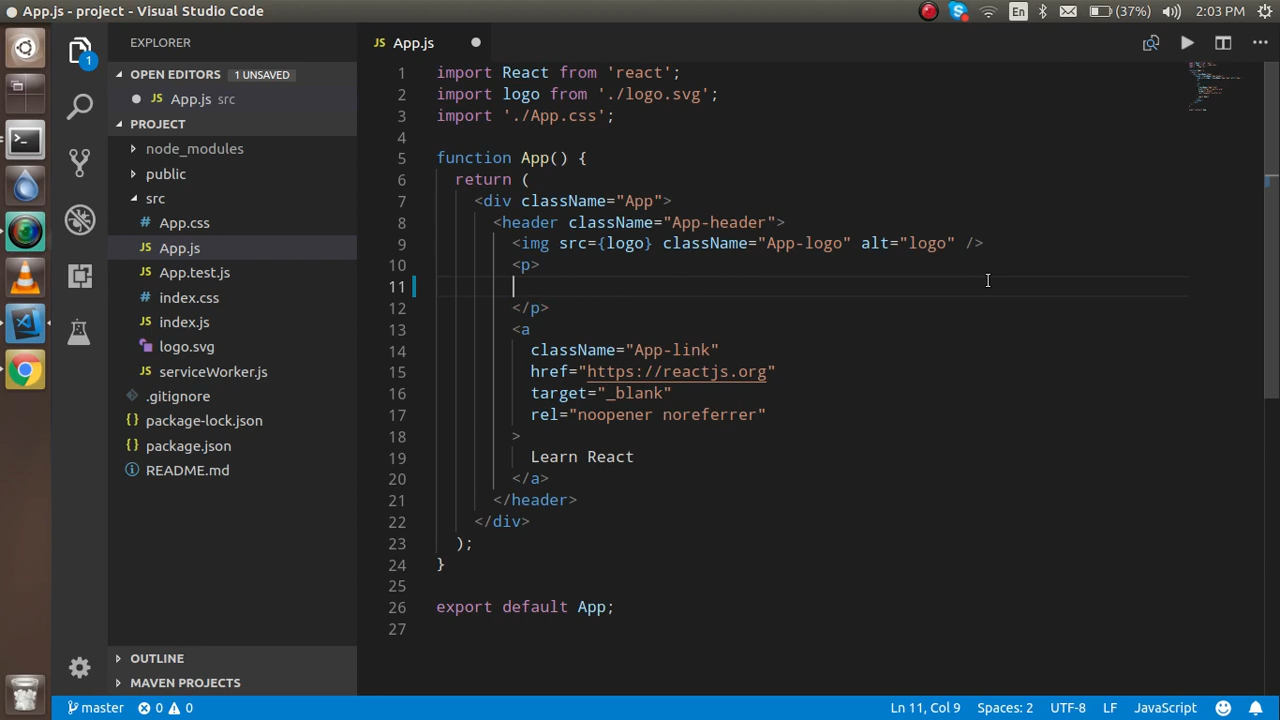 App.js - project - Visual Studio Code
En
(37%)
2:03 PM
EXPLORER
OPEN EDITORS
1 UNSAVED
JS App.js src
PROJECT
node_modules
public
src
# App.css
JS App.js
JS App.test.js
# index.css
JS index.js
logo.svg
JS serviceWorker.js
.gitignore
{} package-lock.json
{} package.json
README.md
OUTLINE
MAVEN PROJECTS
1
JS App.js
1 import React from 'react';
2 import logo from './logo.svg';
3 import './App.css';
4
5 function App() {
6 return (
7 <div className="App">
8 <header className="App-header">
9 <img src={logo} className="App-logo" alt="logo" />
10 <p>
11
12 </p>
13 <a
14 className="App-link"
15 href="https://reactjs.org"
16 target="_blank"
17 rel="noopener noreferrer"
18 >
19 Learn React
20 </a>
21 </header>
22 </div>
23 );
24 }
25
26 export default App;
27
master
0
0
Ln 11, Col 9
Spaces: 2
UTF-8
LF
JavaScript